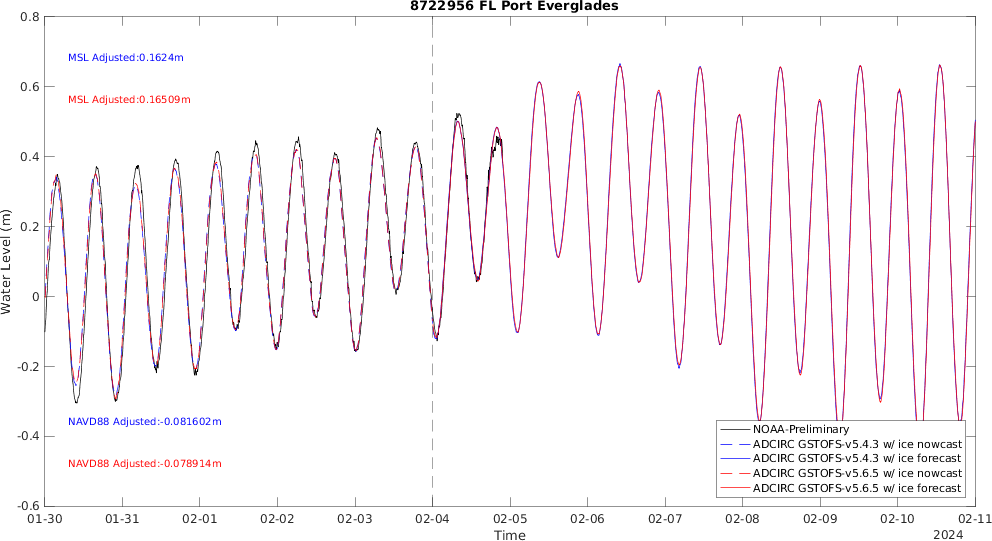 8722956 FL Port Everglades
0.8
0.6
0.4
0.2
0
-0.2
-0.4
-0.6
Water Level (m)
MSL Adjusted:0.1624m
MSL Adjusted:0.16509m
NAVD88 Adjusted:-0.081602m
NAVD88 Adjusted:-0.078914m
NOAA-Preliminary
ADCIRC GSTOFS-v5.4.3 w/ ice nowcast
ADCIRC GSTOFS-v5.4.3 w/ ice forecast
ADCIRC GSTOFS-v5.6.5 w/ ice nowcast
ADCIRC GSTOFS-v5.6.5 w/ ice forecast
01-30 01-31 02-01 02-02 02-03 02-04 02-05 02-06 02-07 02-08 02-09 02-10 02-11
Time
2024